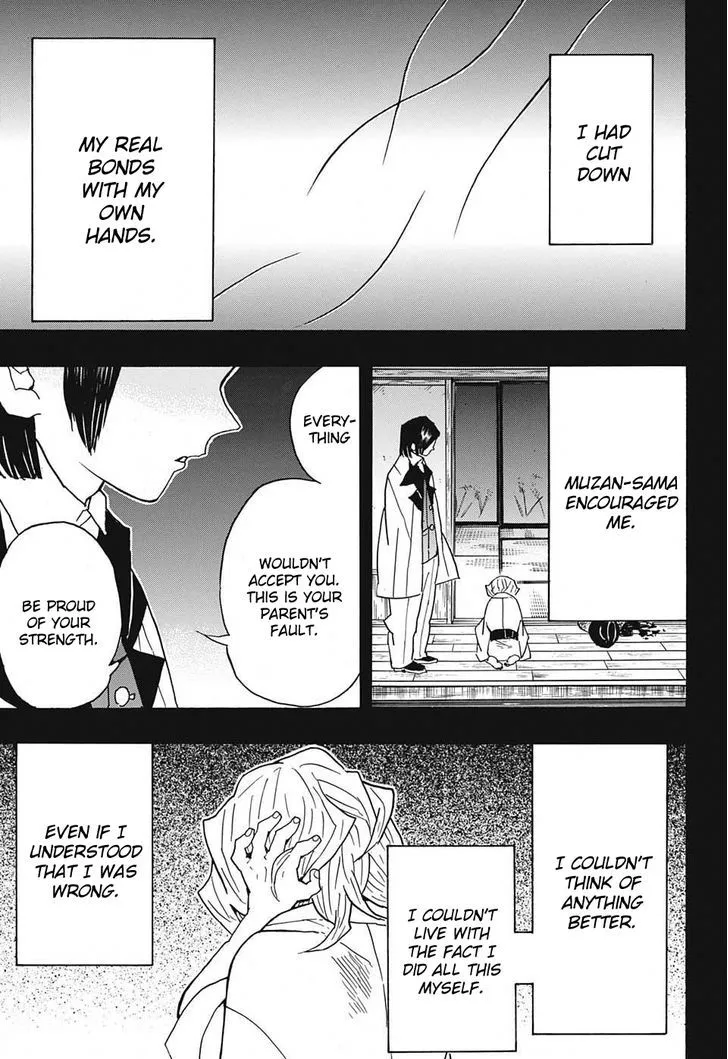 I HAD
CUT
DOWN
MY REAL
BONDS
WITH MY
OWN
HANDS.
MUZAN-SAMA
ENCOURAGED
ME.
EVERY-
THING
WOULDN'T
ACCEPT YOU.
THIS IS YOUR
PARENT'S
FAULT.
BE PROUD
OF YOUR
STRENGTH.
I COULDN'T
THINK OF
ANYTHING
BETTER.
I COULDN'T
LIVE WITH
THE FACT I
DID ALL THIS
MYSELF.
EVEN IF I
UNDERSTOOD
THAT I WAS
WRONG.